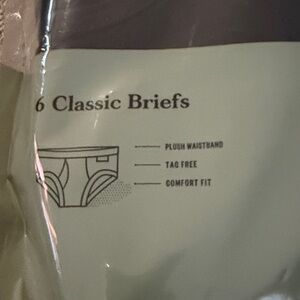 6 Classic Briefs
PLUSH WAISTBAND
TAG FREE
COMFORT FIT